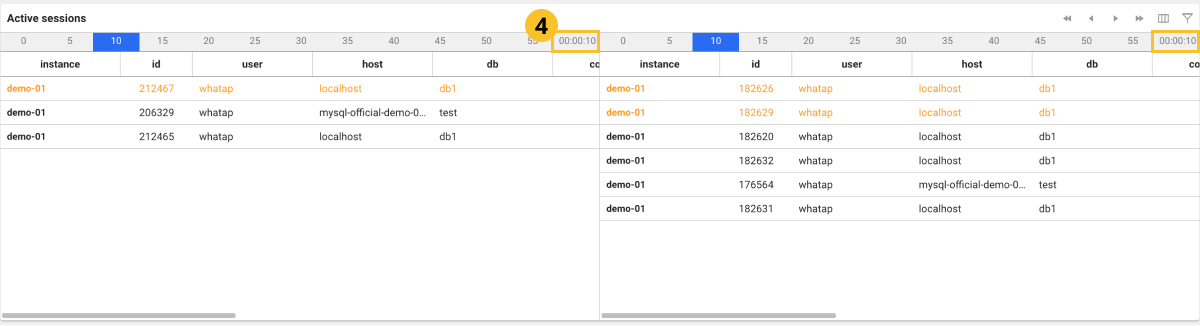 Active sessions
4
0 5 10 15 20 25 30 35 40 45 50 00:00:10 0 5 10 15 20 25 30 35 40 45 50 55 00:00:10
instance id user host db co instance id user host db co
demo-01 212467 whatap localhost db1 demo-01 182626 whatap localhost db1
demo-01 206329 whatap mysql-official-demo-0... test demo-01 182629 whatap localhost db1
demo-01 212465 whatap localhost db1 demo-01 182620 whatap localhost db1
demo-01 182632 whatap localhost db1
demo-01 176564 whatap mysql-official-demo-0... test
demo-01 182631 whatap localhost db1